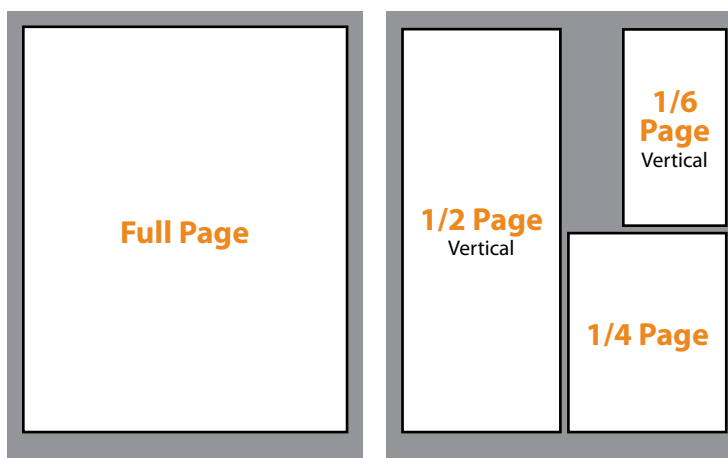 Full Page
1/2 Page
Vertical
1/6
Page
Vertical
1/4 Page